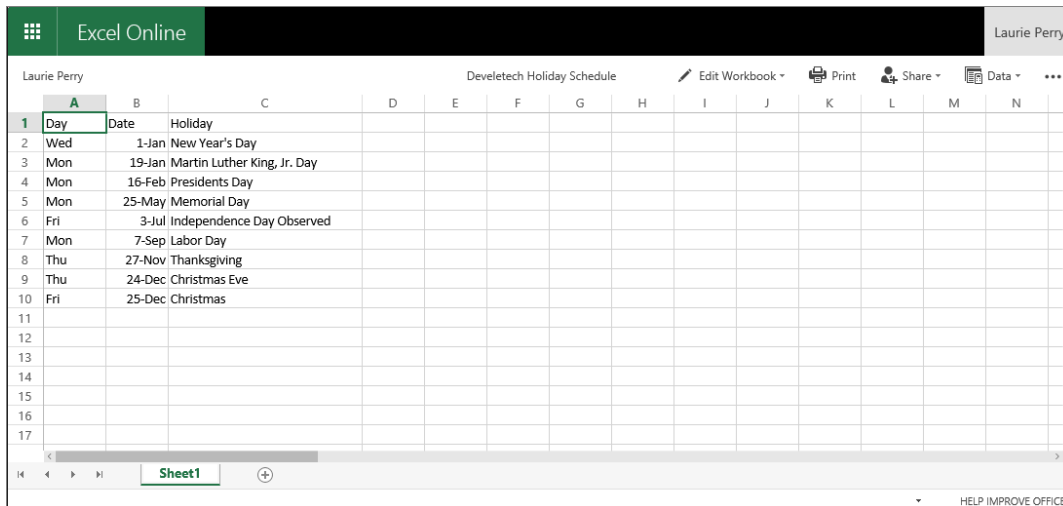 Excel Online Laurie Perry
Laurie Perry Develetech Holiday Schedule Edit Workbook Print Share Data
A B C D E F G H I J K L M N
1 Day Date Holiday
2 Wed 1-Jan New Year's Day
3 Mon 19-Jan Martin Luther King, Jr. Day
4 Mon 16-Feb Presidents Day
5 Mon 25-May Memorial Day
6 Fri 3-Jul Independence Day Observed
7 Mon 7-Sep Labor Day
8 Thu 27-Nov Thanksgiving
9 Thu 24-Dec Christmas Eve
10 Fri 25-Dec Christmas
11
12
13
14
15
16
17
Sheet1
HELP IMPROVE OFFICE